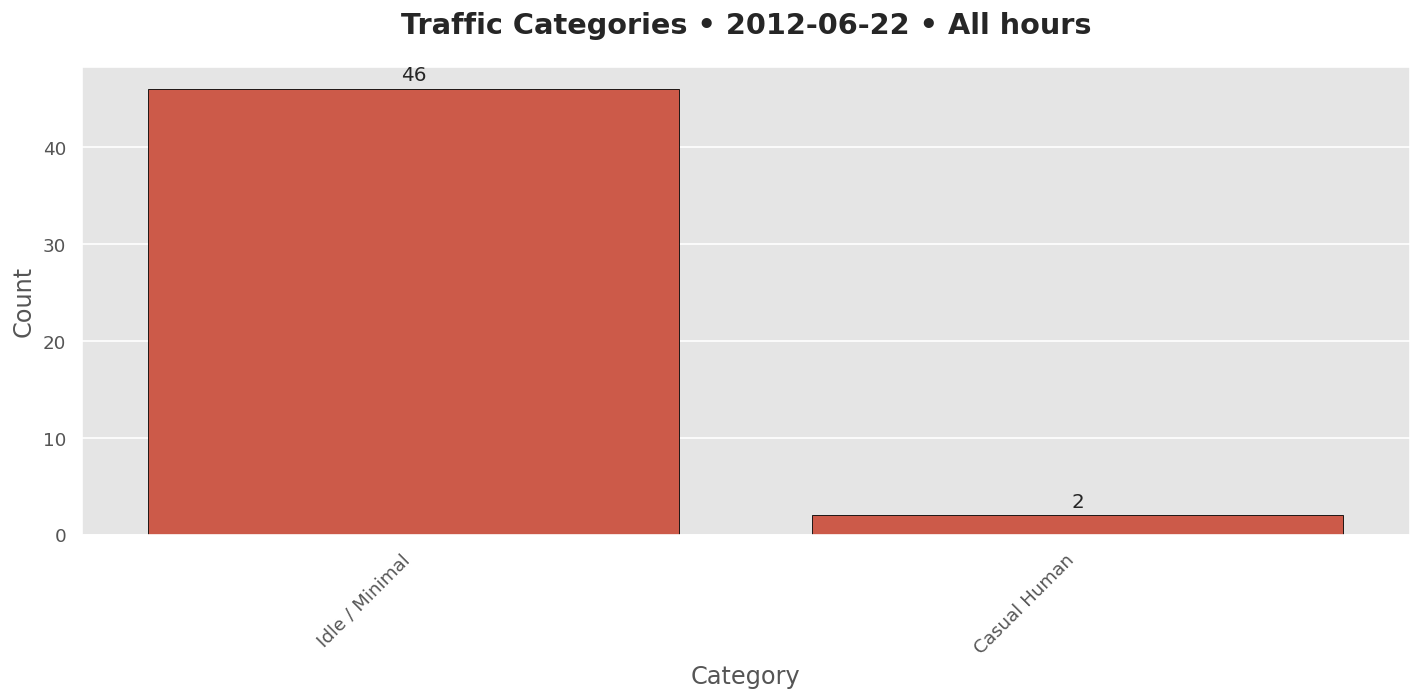 Traffic Categories • 2012-06-22 • All hours
46
40
30
20
10
0
2
Count
Idle / Minimal
Casual Human
Category